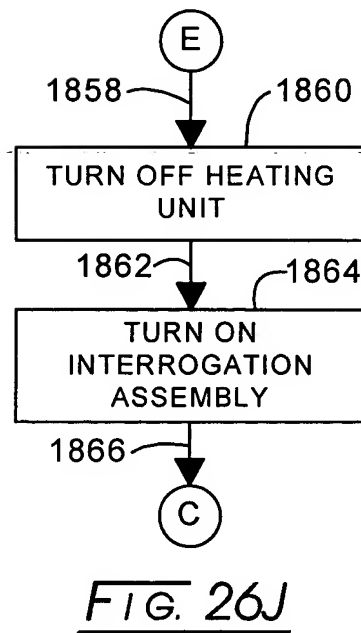 E
1858
1860
TURN OFF HEATING
UNIT
1862
1864
TURN ON
INTERROGATION
ASSEMBLY
1866
C
FIG. 26J